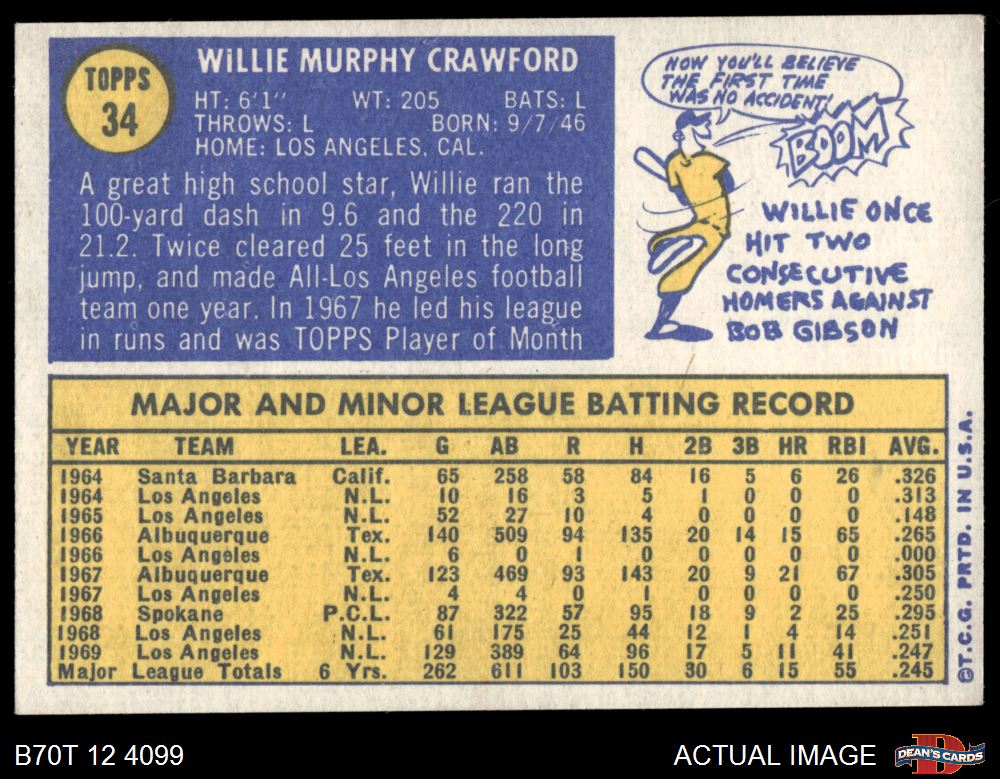 TOPPS
34
WILLIE MURPHY CRAWFORD
HT: 6'1" WT: 205 BATS: L
THROWS: L BORN: 9/7/46
HOME: LOS ANGELES, CAL.
A great high school star, Willie ran the
100-yard dash in 9.6 and the 220 in
21.2. Twice cleared 25 feet in the long
jump, and made All-Los Angeles football
team one year. In 1967 he led his league
in runs and was TOPPS Player of Month
NOW YOU'LL BELIEVE
THE FIRST TIME
WAS NO ACCIDENT!
BOOM
WILLIE ONCE
HIT TWO
CONSECUTIVE
HOMERS AGAINST
BOB GIBSON
MAJOR AND MINOR LEAGUE BATTING RECORD
YEAR TEAM LEA. G AB R H 2B 3B HR RBI AVG.
1964 Santa Barbara Calif. 65 258 58 84 16 5 6 26 .326
1964 Los Angeles N.L. 10 16 3 5 1 0 0 0 .313
1965 Los Angeles N.L. 52 27 10 4 0 0 0 0 .148
1966 Albuquerque Tex. 140 509 94 135 20 14 15 65 .265
1966 Los Angeles N.L. 6 0 1 0 0 0 0 0 .000
1967 Albuquerque Tex. 123 469 93 143 20 9 21 67 .305
1967 Los Angeles N.L. 4 4 0 1 0 0 0 0 .250
1968 Spokane P.C.L. 87 322 57 95 18 9 2 25 .295
1968 Los Angeles N.L. 61 175 25 44 12 1 4 14 .251
1969 Los Angeles N.L. 129 389 64 96 17 5 11 41 .247
Major League Totals 6 Yrs. 262 611 103 150 30 6 15 55 .245
©T.C.G. PRTD. IN U.S.A.
B70T 12 4099
ACTUAL IMAGE
D
DEAN'S CARDS